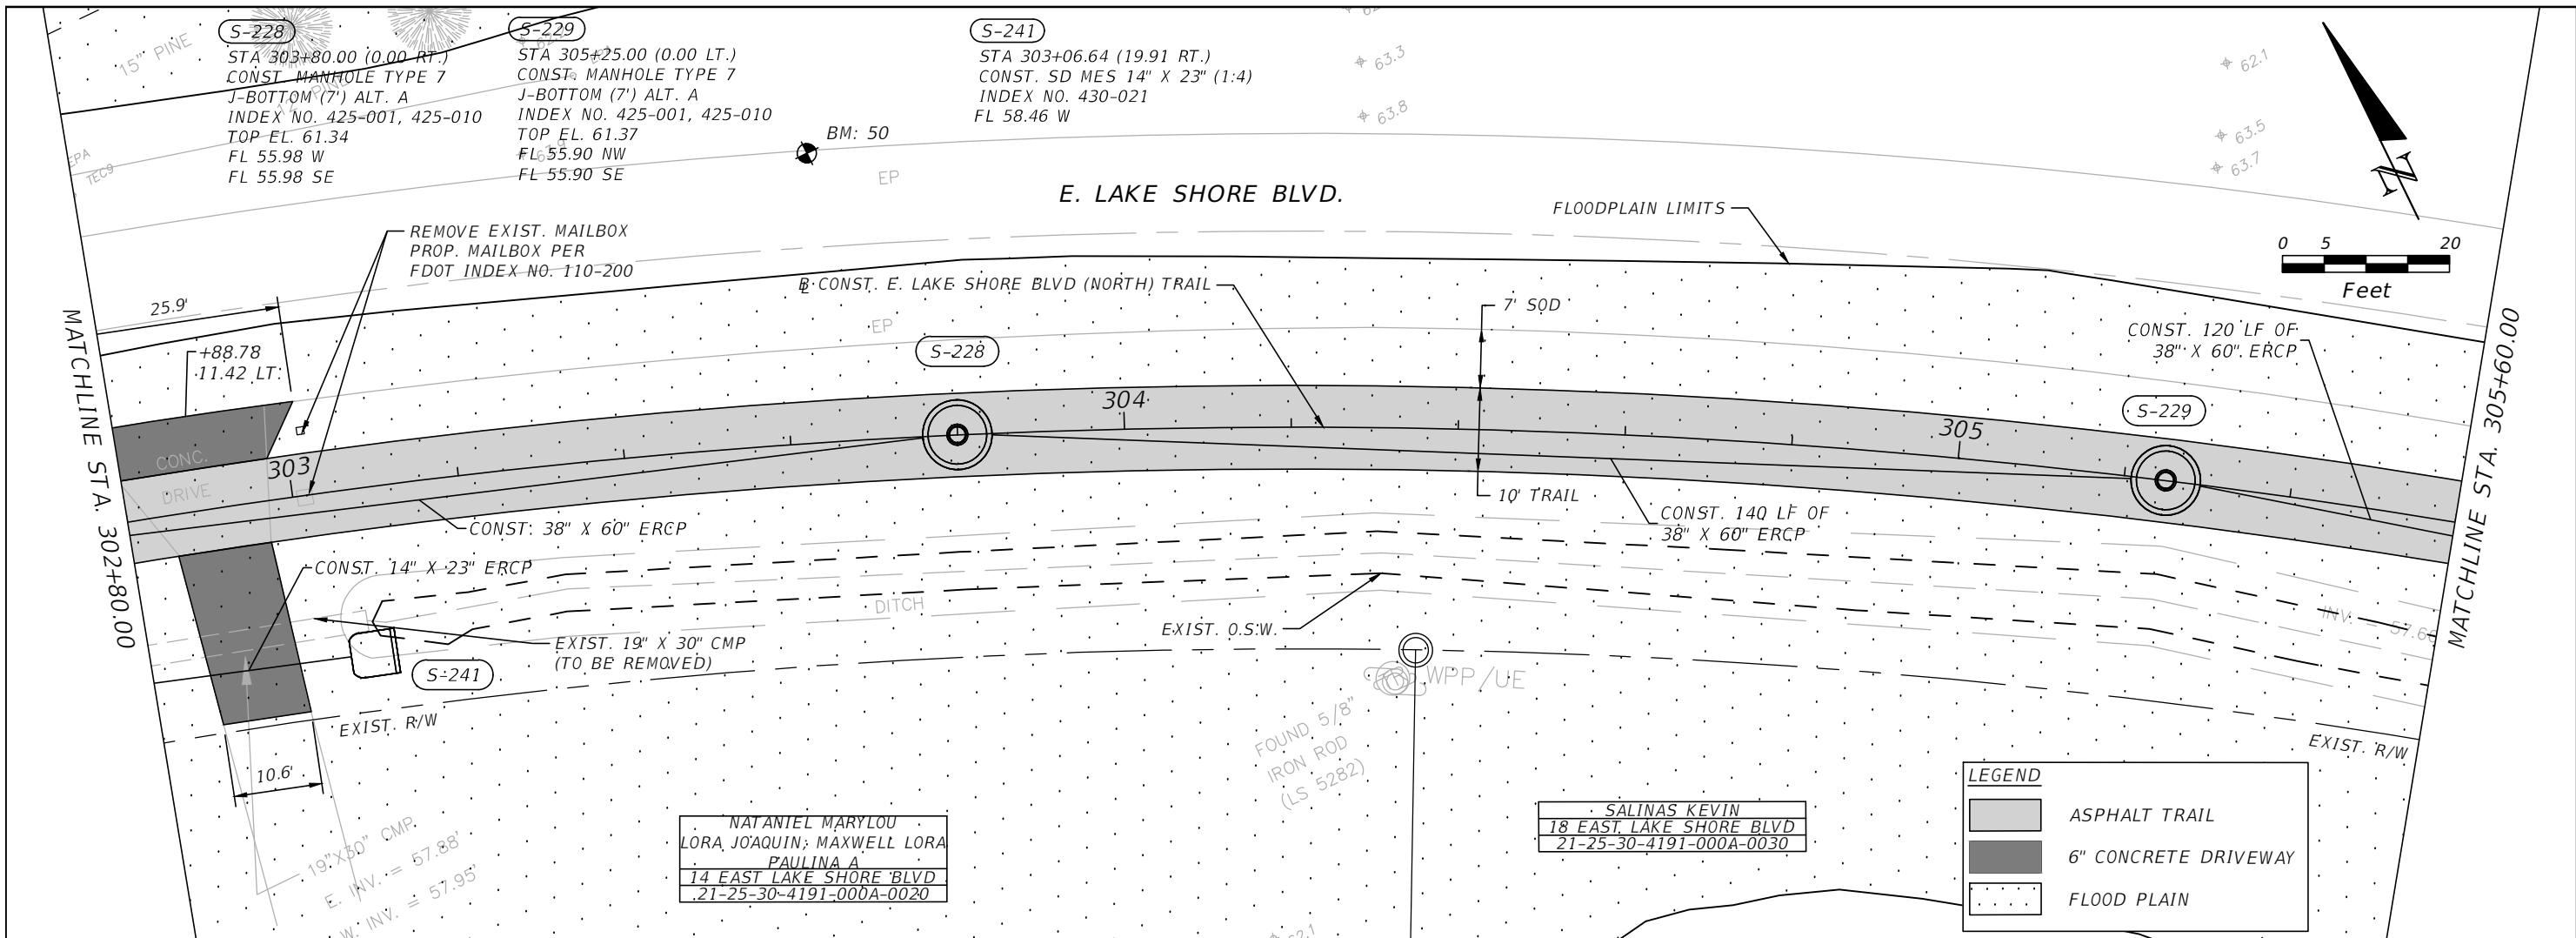 S-228
STA 303+80.00 (0.00 RT.)
CONST. MANHOLE TYPE 7
J-BOTTOM (7') ALT. A
INDEX NO. 425-001, 425-010
TOP EL. 61.34
FL 55.98 W
FL 55.98 SE
S-229
STA 305+25.00 (0.00 LT.)
CONST. MANHOLE TYPE 7
J-BOTTOM (7') ALT. A
INDEX NO. 425-001, 425-010
TOP EL. 61.37
FL 55.90 NW
FL 55.90 SE
S-241
STA 303+06.64 (19.91 RT.)
CONST. SD MES 14" X 23" (1:4)
INDEX NO. 430-021
FL 58.46 W
15" PINE
12" PINE
EPA
TEC9
63.3
63.8
62.1
63.5
63.7
N
BM: 50
EP
E. LAKE SHORE BLVD.
FLOODPLAIN LIMITS
0 5 20
Feet
REMOVE EXIST. MAILBOX
PROP. MAILBOX PER
FDOT INDEX NO. 110-200
25.9'
+88.78
11.42 LT.
CONST. E. LAKE SHORE BLVD (NORTH) TRAIL
EP
7' SOD
S-228
CONST. 120 LF OF
38" X 60" ERCP
S-229
MATCHLINE STA. 302+80.00
MATCHLINE STA. 305+60.00
CONC.
DRIVE
303
304
305
10' TRAIL
CONST. 38" X 60" ERCP
CONST. 140 LF OF
38" X 60" ERCP
CONST. 14" X 23" ERCP
DITCH
EXIST. O.S.W.
EXIST. 19" X 30" CMP
(TO BE REMOVED)
S-241
EXIST. R/W
10.6'
WPP/UE
FOUND 5/8"
IRON ROD
(LS 5282)
EXIST. R/W
19"X30" CMP
E. INV. = 57.88'
W. INV. = 57.95'
NATANIEL MARYLOU
LORA JOAQUIN; MAXWELL LORA
PAULINA A
14 EAST LAKE SHORE BLVD
21-25-30-4191-000A-0020
SALINAS KEVIN
18 EAST LAKE SHORE BLVD
21-25-30-4191-000A-0030
LEGEND
ASPHALT TRAIL
6" CONCRETE DRIVEWAY
FLOOD PLAIN